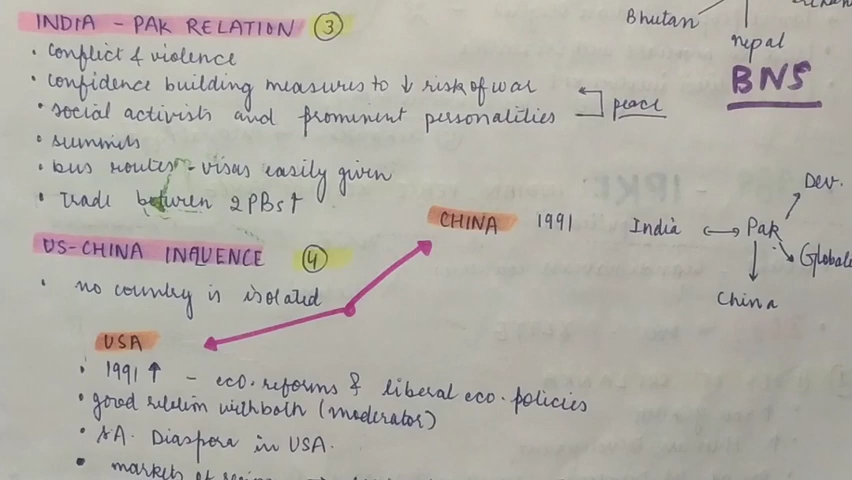 INDIA - PAK RELATION ③
• conflict & violence
• confidence building measures to ↓ risk of war
• social activists and prominent personalities
peace
• summits
• bus routes - visas easily given
• Trade between 2 PBs ↑
Bhutan
Nepal
BNS
US-CHINA INFLUENCE ④
• no country is isolated
CHINA 1991
India ↔ Pak
Dev.
China
USA
• 1991 ↑ - eco. reforms & liberal eco. policies
• good relation with both (moderator)
• SA. Diaspora in USA.
• markets of